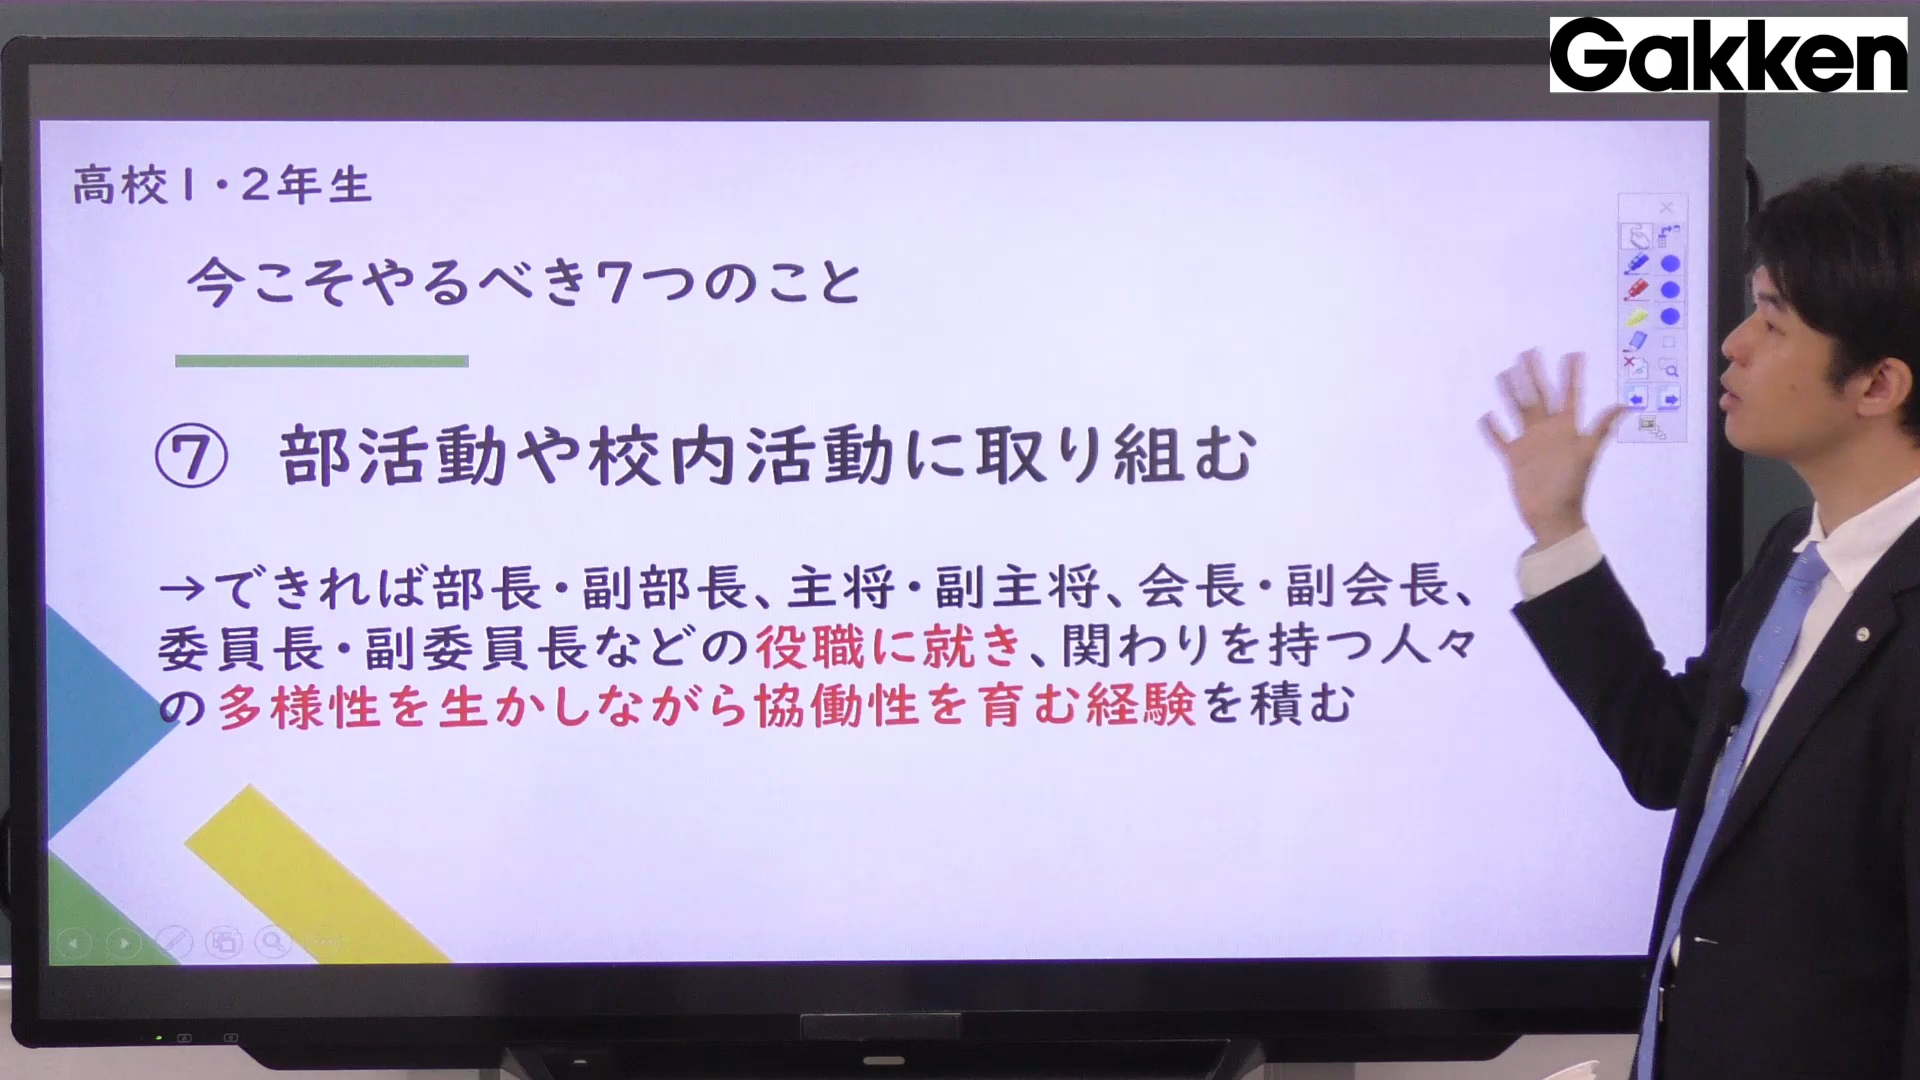 Gakken
高校1・2年生
今こそやるべき7つのこと
⑦ 部活動や校内活動に取り組む
→できれば部長・副部長、主将・副主将、会長・副会長、
委員長・副委員長などの役職に就き、関わりを持つ人々
の多様性を生かしながら協働性を育む経験を積む